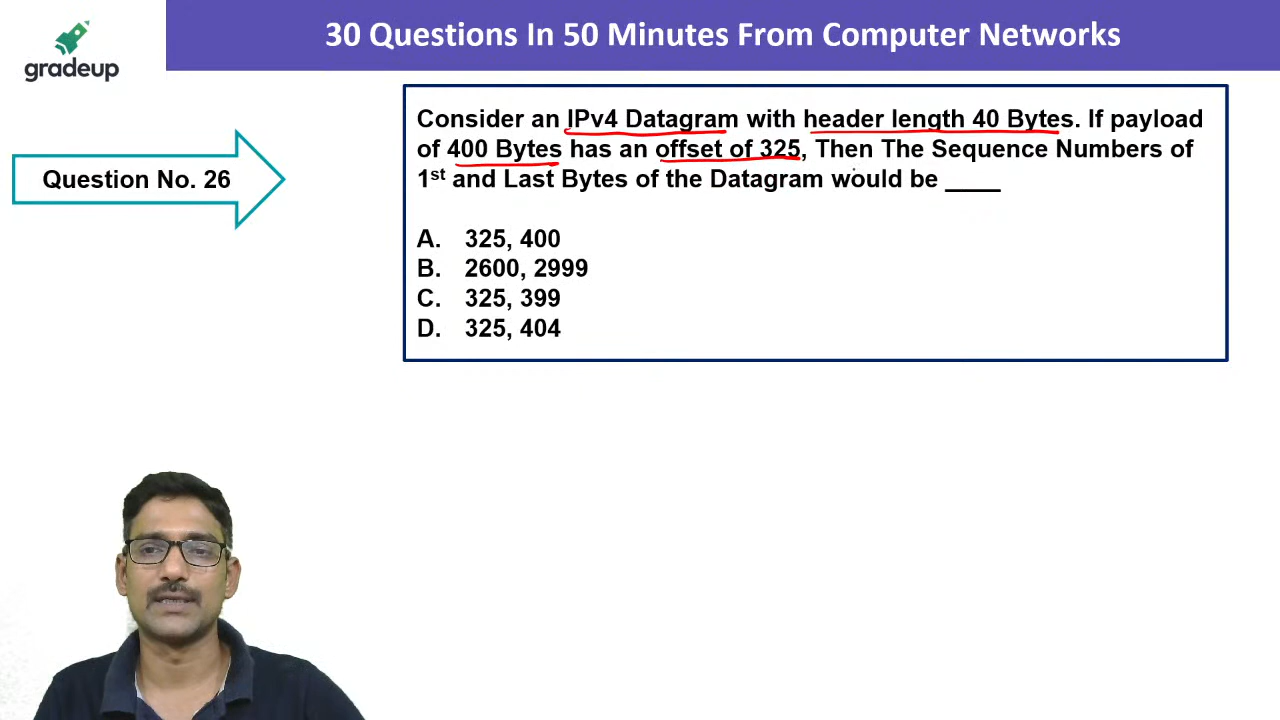 30 Questions In 50 Minutes From Computer Networks
gradeup
Consider an IPv4 Datagram with header length 40 Bytes. If payload
of 400 Bytes has an offset of 325, Then The Sequence Numbers of
1st and Last Bytes of the Datagram would be ____
Question No. 26
A. 325, 400
B. 2600, 2999
C. 325, 399
D. 325, 404